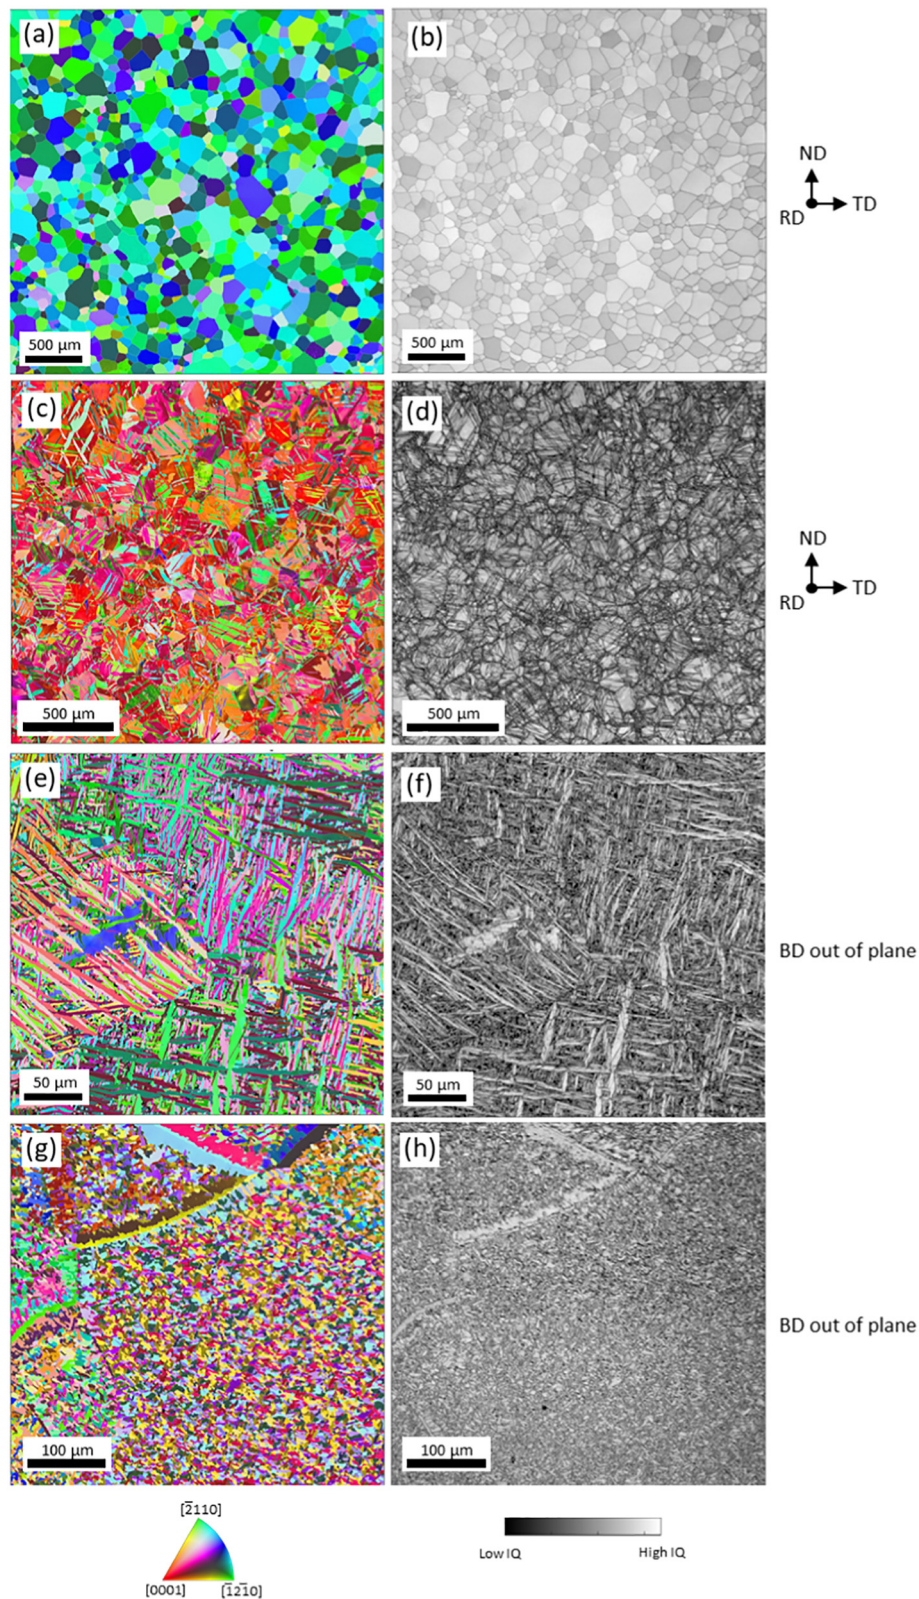 (a)
(b)
500 µm
500 µm
ND
RD
TD
(c)
(d)
500 µm
500 µm
ND
RD
TD
(e)
(f)
50 µm
50 µm
BD out of plane
(g)
(h)
100 µm
100 µm
BD out of plane
[2̅110]
[0001]
[1̅21̅0]
Low IQ
High IQ